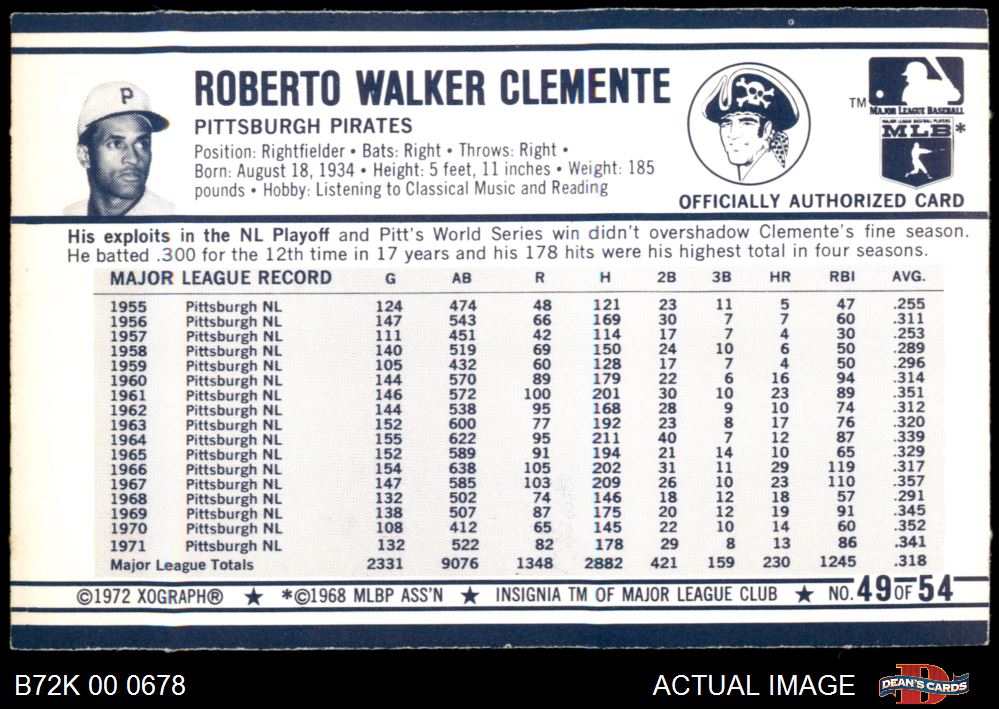 ROBERTO WALKER CLEMENTE
PITTSBURGH PIRATES
Position: Rightfielder • Bats: Right • Throws: Right •
Born: August 18, 1934 • Height: 5 feet, 11 inches • Weight: 185
pounds • Hobby: Listening to Classical Music and Reading
P
TM
MAJOR LEAGUE BASEBALL
MAJOR LEAGUE BASEBALL PLAYERS
MLB*
OFFICIALLY AUTHORIZED CARD
His exploits in the NL Playoff and Pitt's World Series win didn't overshadow Clemente's fine season.
He batted .300 for the 12th time in 17 years and his 178 hits were his highest total in four seasons.
MAJOR LEAGUE RECORD G AB R H 2B 3B HR RBI AVG.
1955 Pittsburgh NL 124 474 48 121 23 11 5 47 .255
1956 Pittsburgh NL 147 543 66 169 30 7 7 60 .311
1957 Pittsburgh NL 111 451 42 114 17 7 4 30 .253
1958 Pittsburgh NL 140 519 69 150 24 10 6 50 .289
1959 Pittsburgh NL 105 432 60 128 17 7 4 50 .296
1960 Pittsburgh NL 144 570 89 179 22 6 16 94 .314
1961 Pittsburgh NL 146 572 100 201 30 10 23 89 .351
1962 Pittsburgh NL 144 538 95 168 28 9 10 74 .312
1963 Pittsburgh NL 152 600 77 192 23 8 17 76 .320
1964 Pittsburgh NL 155 622 95 211 40 7 12 87 .339
1965 Pittsburgh NL 152 589 91 194 21 14 10 65 .329
1966 Pittsburgh NL 154 638 105 202 31 11 29 119 .317
1967 Pittsburgh NL 147 585 103 209 26 10 23 110 .357
1968 Pittsburgh NL 132 502 74 146 18 12 18 57 .291
1969 Pittsburgh NL 138 507 87 175 20 12 19 91 .345
1970 Pittsburgh NL 108 412 65 145 22 10 14 60 .352
1971 Pittsburgh NL 132 522 82 178 29 8 13 86 .341
Major League Totals 2331 9076 1348 2882 421 159 230 1245 .318
©1972 XOGRAPH® ★ *©1968 MLBP ASS'N ★ INSIGNIA TM OF MAJOR LEAGUE CLUB ★ NO. 49 OF 54
B72K 00 0678
ACTUAL IMAGE
D
DEAN'S CARDS